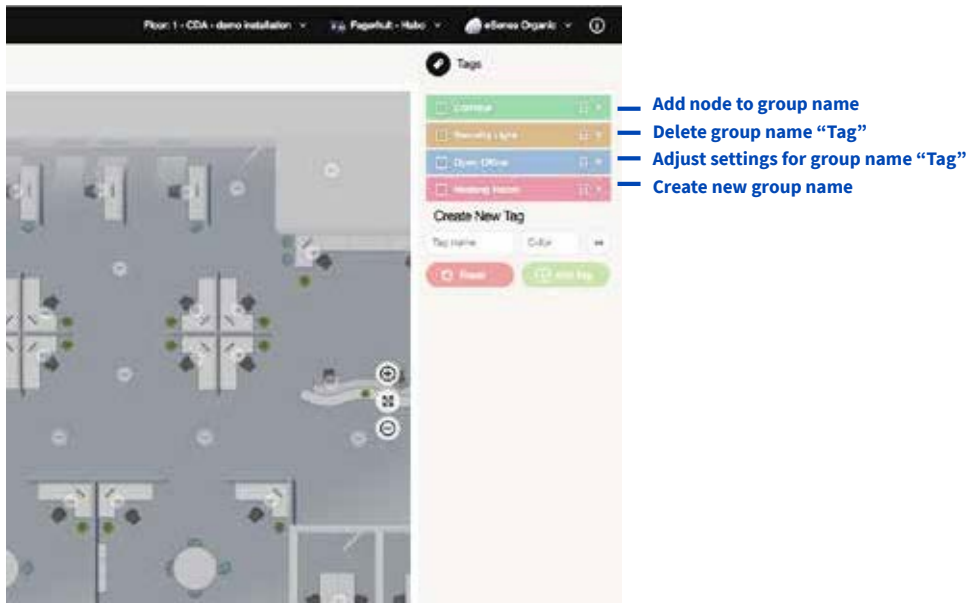 Floor: 1 - CDA - demo installation
Fagerhult - Habo
eSense Organic
Tags
Corridor
Security Light
Open Office
Meeting Room
Create New Tag
Tag name
Color
Reset
Add Tag
Add node to group name
Delete group name “Tag”
Adjust settings for group name “Tag”
Create new group name